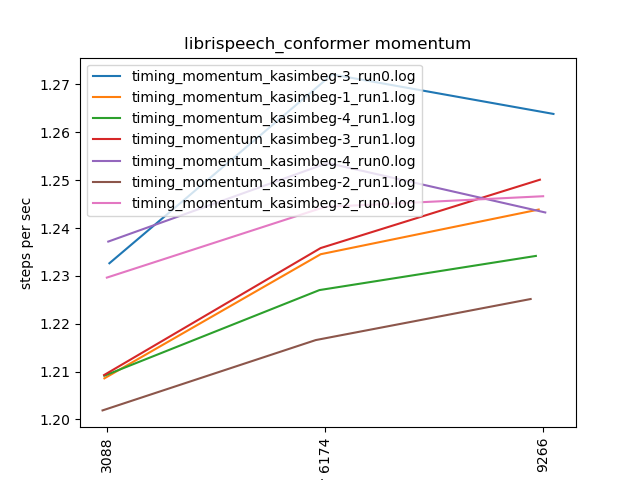 librispeech_conformer momentum
timing_momentum_kasimbeg-3_run0.log
timing_momentum_kasimbeg-1_run1.log
timing_momentum_kasimbeg-4_run1.log
timing_momentum_kasimbeg-3_run1.log
timing_momentum_kasimbeg-4_run0.log
timing_momentum_kasimbeg-2_run1.log
timing_momentum_kasimbeg-2_run0.log
steps per sec
1.27
1.26
1.25
1.24
1.23
1.22
1.21
1.20
3088
6174
9266